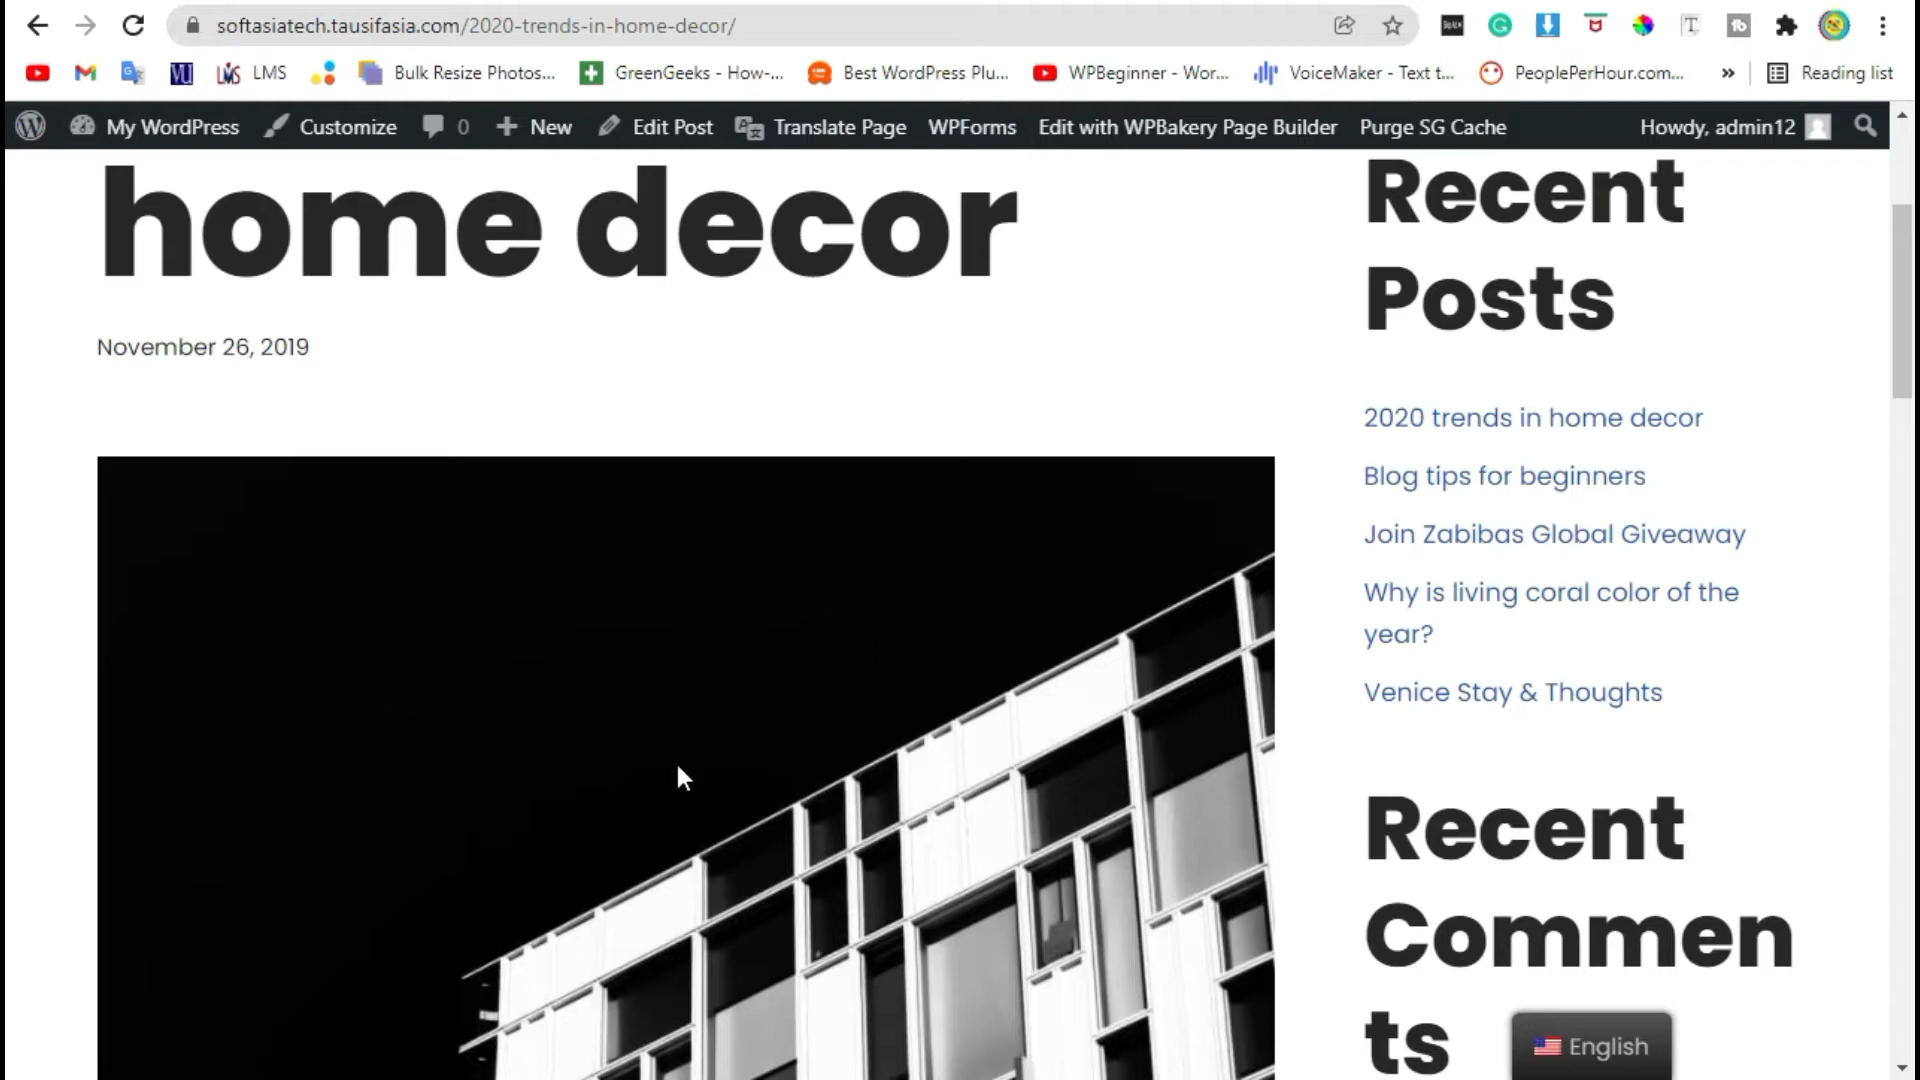 softasiatech.tausifasia.com/2020-trends-in-home-decor/
LMS Bulk Resize Photos... GreenGeeks - How-... Best WordPress Plu... WPBeginner - Wor... VoiceMaker - Text t... PeoplePerHour.com... » Reading list
My WordPress Customize 0 New Edit Post Translate Page WPForms Edit with WPBakery Page Builder Purge SG Cache Howdy, admin12
home decor
November 26, 2019
Recent
Posts
2020 trends in home decor
Blog tips for beginners
Join Zabibas Global Giveaway
Why is living coral color of the
year?
Venice Stay & Thoughts
Recent
Commen
ts
English